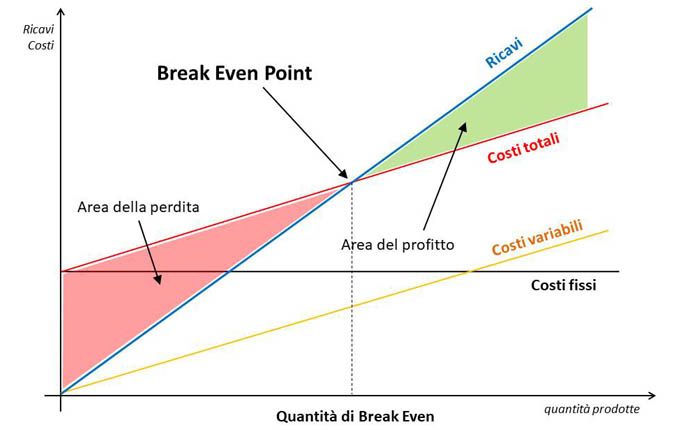 Ricavi
Costi
Ricavi
Break Even Point
Costi totali
Area della perdita
Area del profitto
Costi variabili
Costi fissi
quantità prodotte
Quantità di Break Even